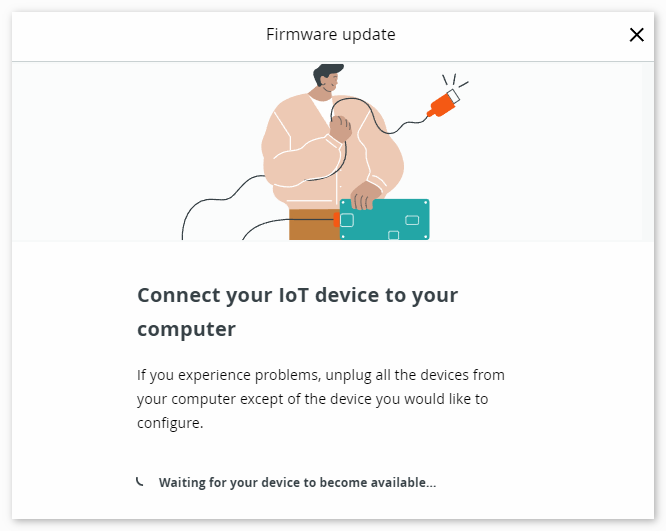 Firmware update
Connect your IoT device to your
computer
If you experience problems, unplug all the devices from
your computer except of the device you would like to
configure.
Waiting for your device to become available...